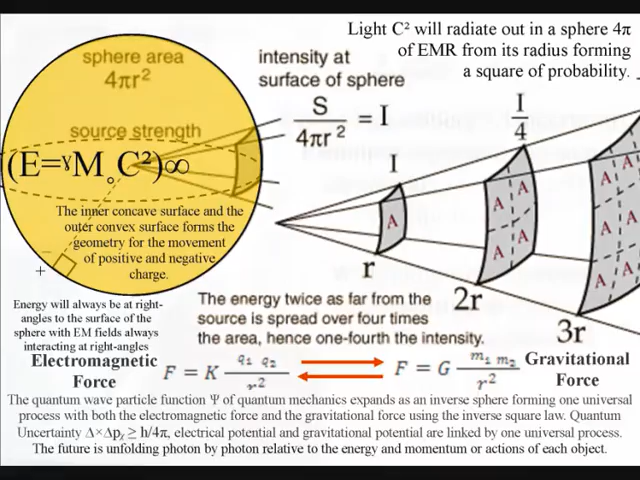 Light C² will radiate out in a sphere 4π
of EMR from its radius forming
a square of probability.
sphere area
4πr²
intensity at
surface of sphere
S
4πr² = I
I
4
source strength
(E=ˠM˳C²)∞
I
The inner concave surface and the
outer convex surface forms the
geometry for the movement
of positive and negative
charge.
A
A A
A A
A A
A
A A
−
+
r
2r
3r
Energy will always be at right-
angles to the surface of the
sphere with EM fields always
interacting at right-angles
The energy twice as far from the
source is spread over four times
the area, hence one-fourth the intensity.
Electromagnetic
Force
F = K q₁ q₂
r²
F = G m₁ m₂
r²
Gravitational
Force
The quantum wave particle function Ψ of quantum mechanics expands as an inverse sphere forming one universal
process with both the electromagnetic force and the gravitational force using the inverse square law. Quantum
Uncertainty Δ×Δpᵪ ≥ h/4π, electrical potential and gravitational potential are linked by one universal process.
The future is unfolding photon by photon relative to the energy and momentum or actions of each object.